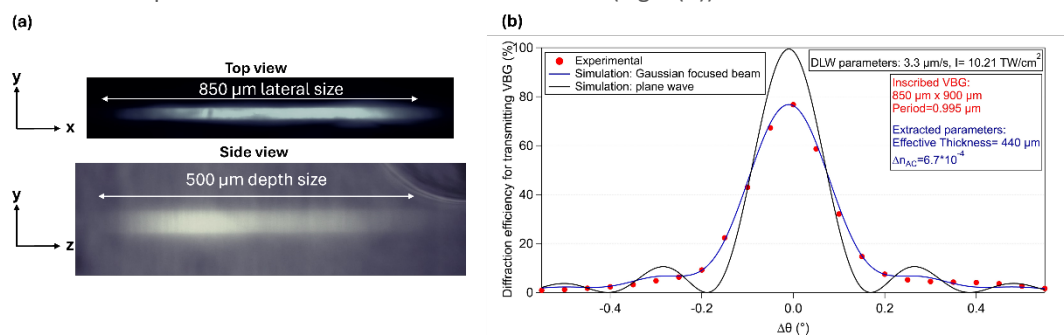 (a)
Top view
y
850 µm lateral size
x
Side view
y
500 µm depth size
z
(b)
Diffraction efficiency for transmitting VBG (%)
100
80
60
40
20
0
Experimental
Simulation: Gaussian focused beam
Simulation: plane wave
DLW parameters: 3.3 µm/s, I= 10.21 TW/cm²
Inscribed VBG:
850 µm x 900 µm
Period=0.995 µm
Extracted parameters:
Effective Thickness= 440 µm
Δn_AC=6.7*10⁻⁴
-0.4
-0.2
0.0
0.2
0.4
Δθ (°)